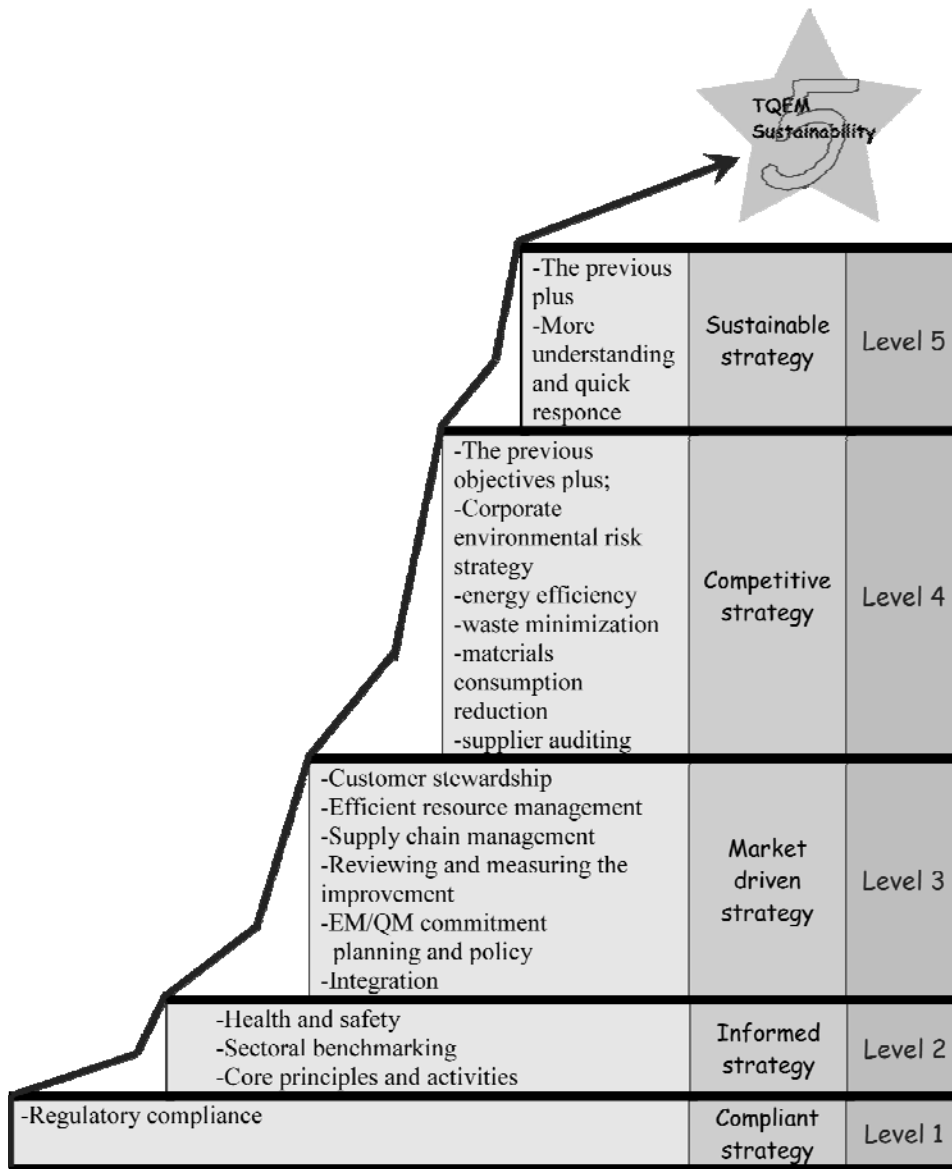 5
TQEM
Sustainability
-The previous
plus
-More
understanding
and quick
responce
Sustainable
strategy
Level 5
-The previous
objectives plus;
-Corporate
environmental risk
strategy
-energy efficiency
-waste minimization
-materials
consumption
reduction
-supplier auditing
Competitive
strategy
Level 4
-Customer stewardship
-Efficient resource management
-Supply chain management
-Reviewing and measuring the
improvement
-EM/QM commitment
planning and policy
-Integration
Market
driven
strategy
Level 3
-Health and safety
-Sectoral benchmarking
-Core principles and activities
Informed
strategy
Level 2
-Regulatory compliance
Compliant
strategy
Level 1